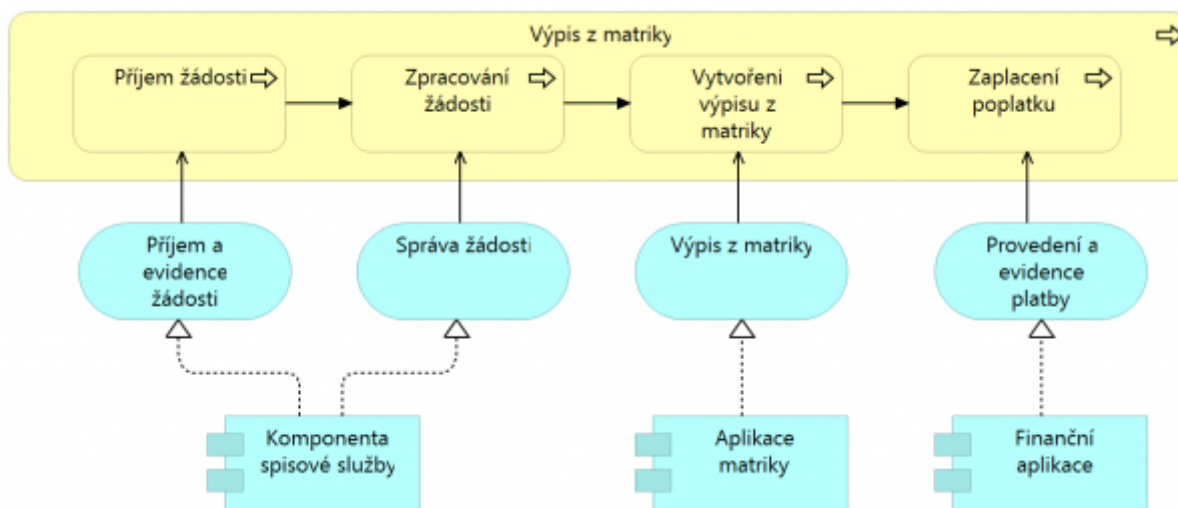 Výpis z matriky
Příjem žádosti
Zpracování
žádosti
Vytvořeni
výpisu z
matriky
Zaplacení
poplatku
Příjem a
evidence
žádosti
Správa žádosti
Výpis z matriky
Provedení a
evidence
platby
Komponenta
spisové služby
Aplikace
matriky
Finanční
aplikace